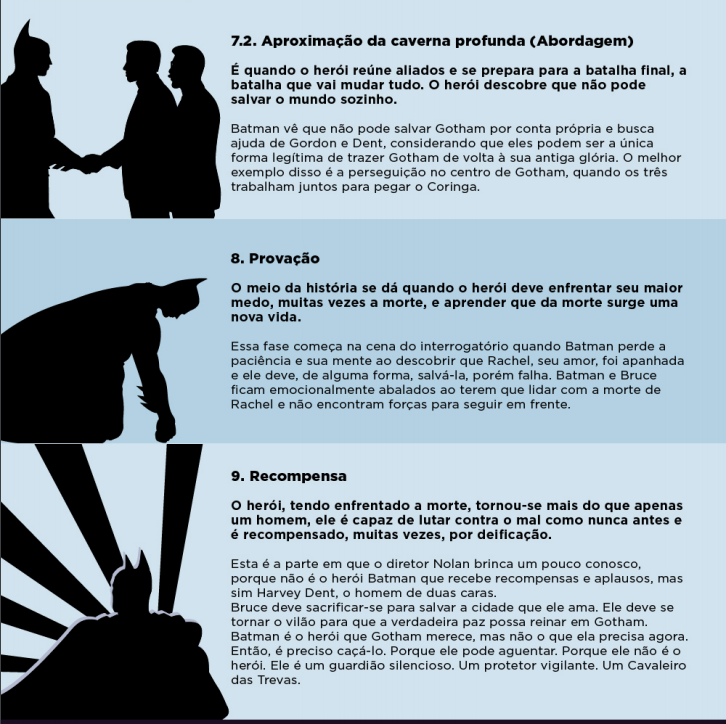 7.2. Aproximação da caverna profunda (Abordagem)
É quando o herói reúne aliados e se prepara para a batalha final, a
batalha que vai mudar tudo. O herói descobre que não pode
salvar o mundo sozinho.
Batman vê que não pode salvar Gotham por conta própria e busca
ajuda de Gordon e Dent, considerando que eles podem ser a única
forma legítima de trazer Gotham de volta à sua antiga glória. O melhor
exemplo disso é a perseguição no centro de Gotham, quando os três
trabalham juntos para pegar o Coringa.
8. Provação
O meio da história se dá quando o herói deve enfrentar seu maior
medo, muitas vezes a morte, e aprender que da morte surge uma
nova vida.
Essa fase começa na cena do interrogatório quando Batman perde a
paciência e sua mente ao descobrir que Rachel, seu amor, foi apanhada
e ele deve, de alguma forma, salvá-la, porém falha. Batman e Bruce
ficam emocionalmente abalados ao terem que lidar com a morte de
Rachel e não encontram forças para seguir em frente.
9. Recompensa
O herói, tendo enfrentado a morte, tornou-se mais do que apenas
um homem, ele é capaz de lutar contra o mal como nunca antes e
é recompensado, muitas vezes, por deificação.
Esta é a parte em que o diretor Nolan brinca um pouco conosco,
porque não é o herói Batman que recebe recompensas e aplausos, mas
sim Harvey Dent, o homem de duas caras.
Bruce deve sacrificar-se para salvar a cidade que ele ama. Ele deve se
tornar o vilão para que a verdadeira paz possa reinar em Gotham.
Batman é o herói que Gotham merece, mas não o que ela precisa agora.
Então, é preciso caçá-lo. Porque ele pode aguentar. Porque ele não é o
herói. Ele é um guardião silencioso. Um protetor vigilante. Um Cavaleiro
das Trevas.